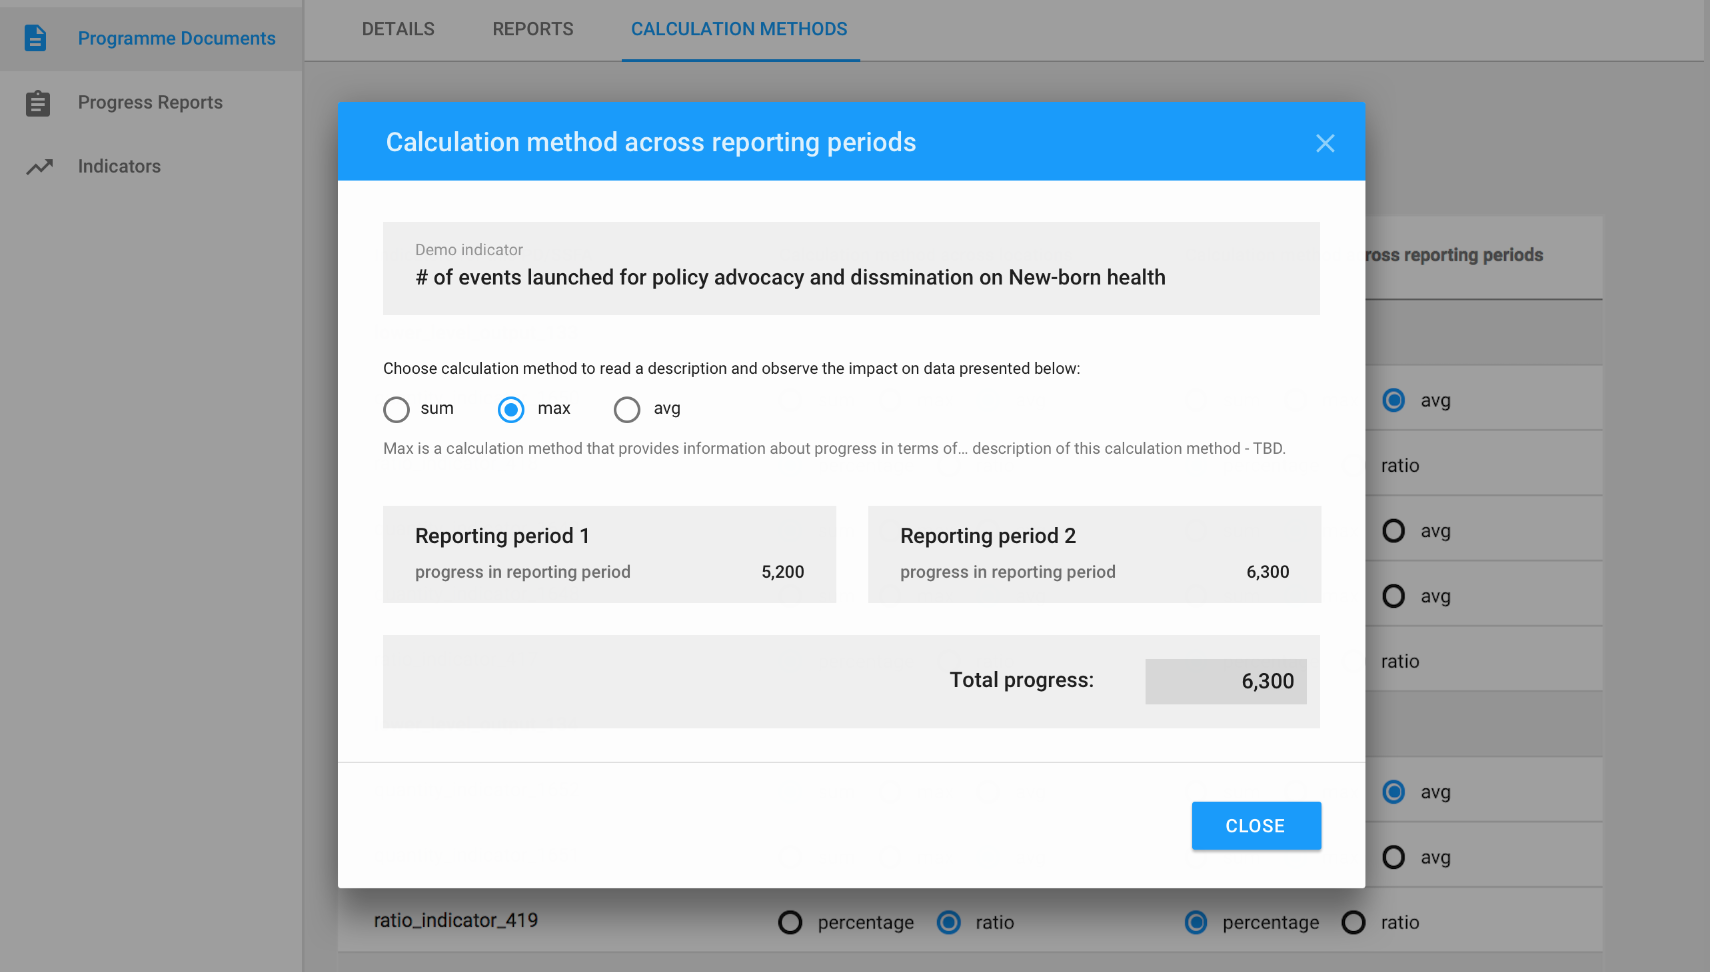 Programme Documents
Progress Reports
Indicators
DETAILS REPORTS CALCULATION METHODS
Calculation method across reporting periods
Demo indicator
# of events launched for policy advocacy and dissmination on New-born health
Choose calculation method to read a description and observe the impact on data presented below:
sum max avg
Max is a calculation method that provides information about progress in terms of... description of this calculation method - TBD.
Reporting period 1
progress in reporting period 5,200
Reporting period 2
progress in reporting period 6,300
Total progress: 6,300
CLOSE
reporting periods
avg
ratio
avg
avg
ratio
avg
avg
ratio_indicator_419 percentage ratio percentage ratio